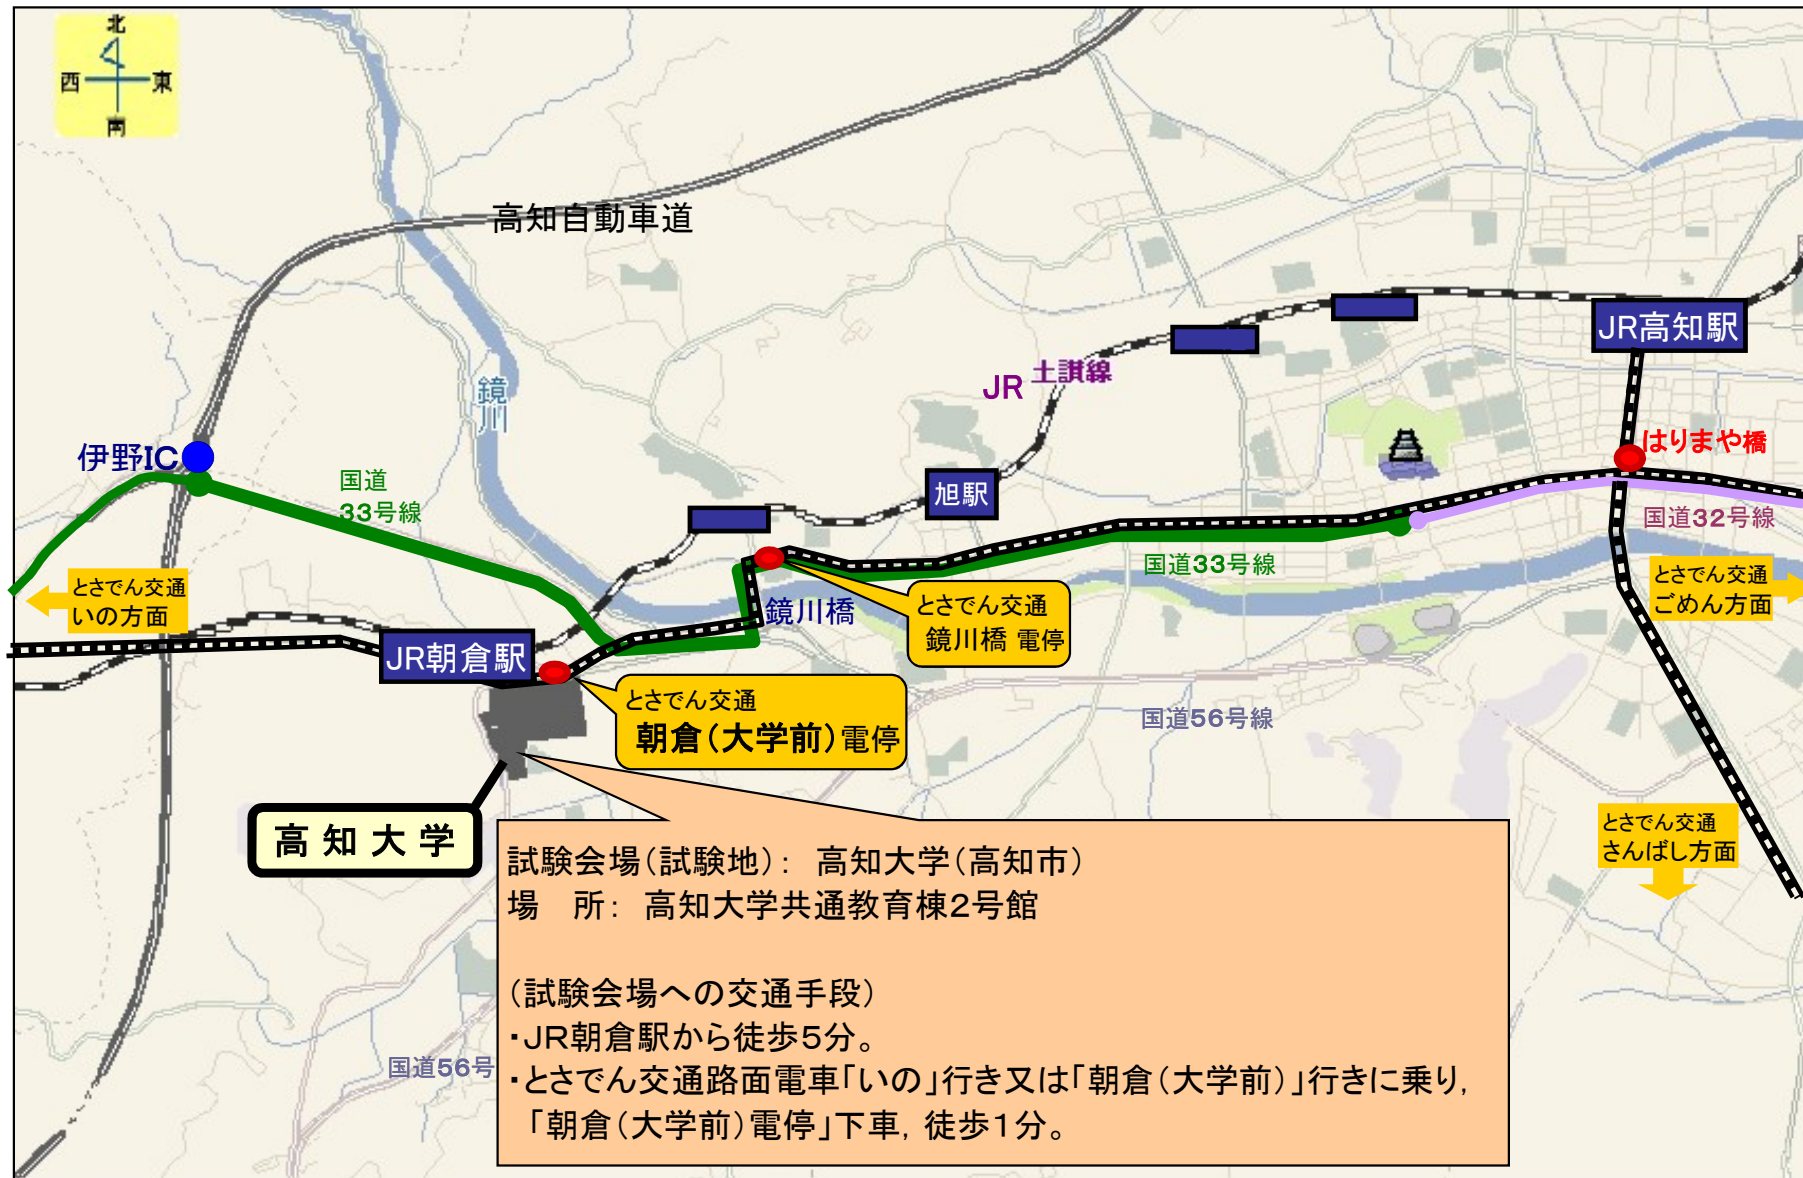 北
西 東
南
高知自動車道
鏡川
JR 土讃線
JR高知駅
はりまや橋
伊野IC
国道
33号線
旭駅
国道32号線
国道33号線
とさでん交通
いの方面
とさでん交通
ごめん方面
鏡川橋
とさでん交通
鏡川橋 電停
JR朝倉駅
とさでん交通
朝倉(大学前)電停
国道56号線
高知大学
とさでん交通
さんばし方面
試験会場(試験地): 高知大学(高知市)
場　所: 高知大学共通教育棟2号館
(試験会場への交通手段)
・JR朝倉駅から徒歩5分。
・とさでん交通路面電車「いの」行き又は「朝倉(大学前)」行きに乗り,
「朝倉(大学前)電停」下車, 徒歩1分。
国道56号